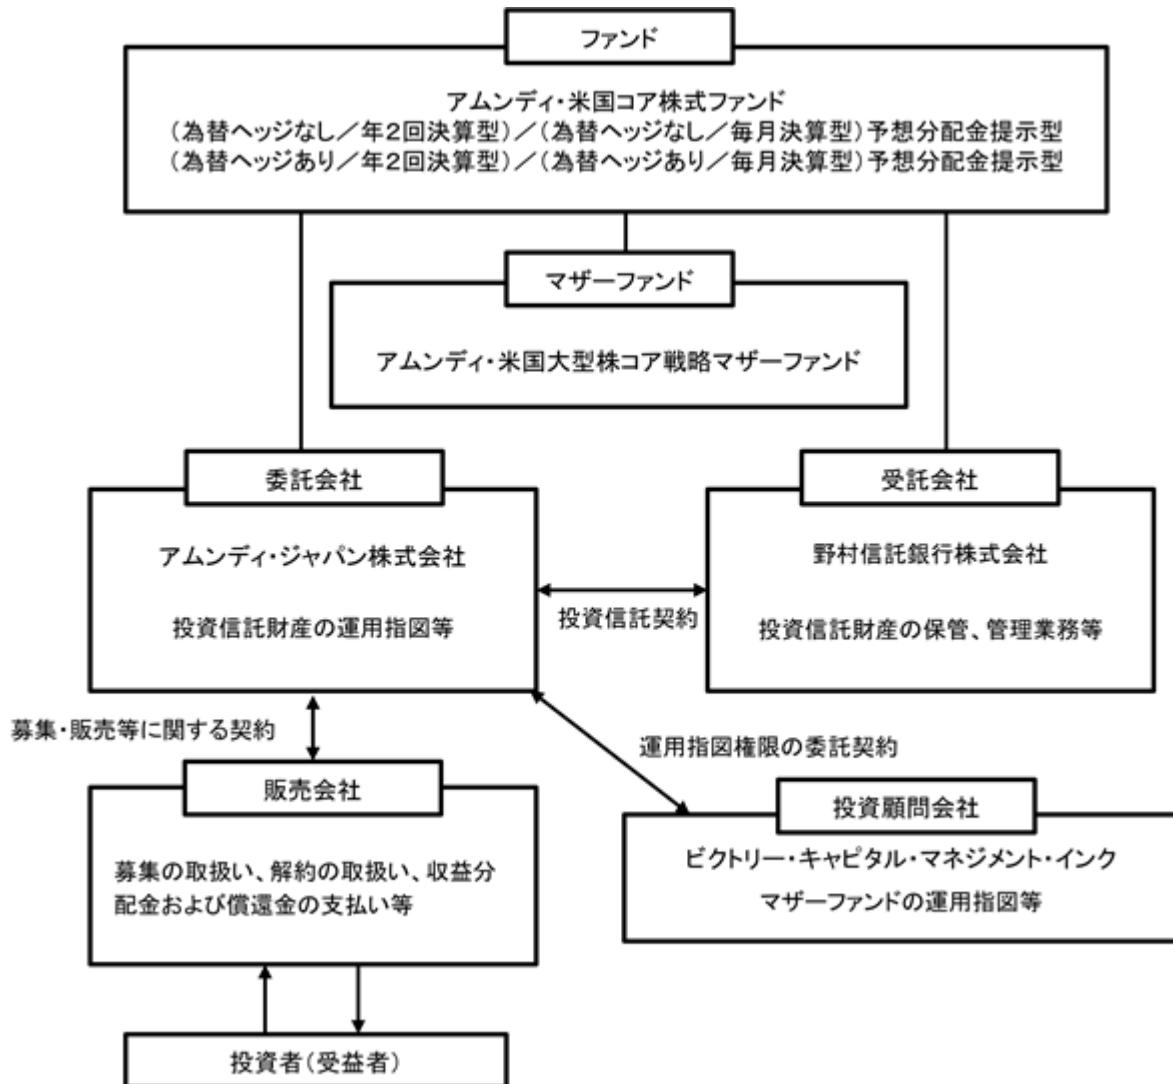 ファンド
アムンディ・米国コア株式ファンド
（為替ヘッジなし／年２回決算型）／（為替ヘッジなし／毎月決算型）予想分配金提示型
（為替ヘッジあり／年２回決算型）／（為替ヘッジあり／毎月決算型）予想分配金提示型
マザーファンド
アムンディ・米国大型株コア戦略マザーファンド
委託会社
アムンディ・ジャパン株式会社
投資信託財産の運用指図等
投資信託契約
受託会社
野村信託銀行株式会社
投資信託財産の保管、管理業務等
募集・販売等に関する契約
運用指図権限の委託契約
販売会社
募集の取扱い、解約の取扱い、収益分
配金および償還金の支払い等
投資顧問会社
ビクトリー・キャピタル・マネジメント・インク
マザーファンドの運用指図等
投資者（受益者）